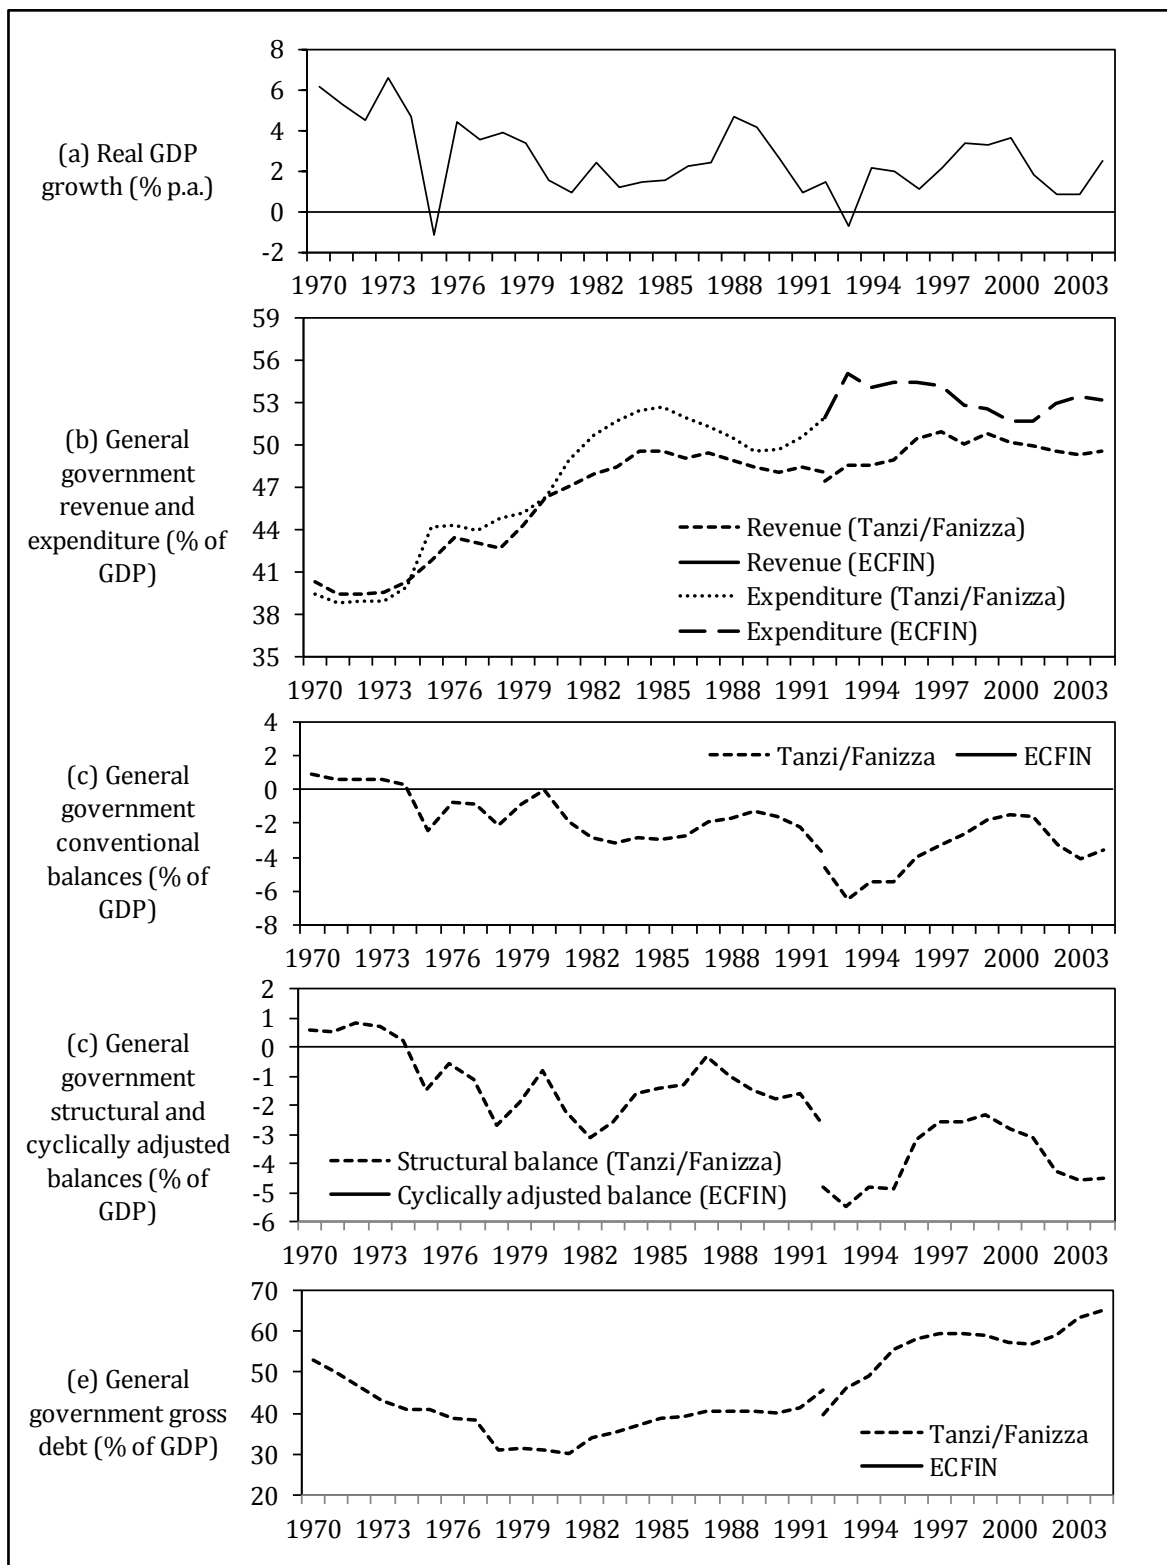 (a) Real GDP
growth (% p.a.)
8
6
4
2
0
-2
1970 1973 1976 1979 1982 1985 1988 1991 1994 1997 2000 2003
(b) General
government
revenue and
expenditure (% of
GDP)
59
56
53
50
47
44
41
38
35
Revenue (Tanzi/Fanizza)
Revenue (ECFIN)
Expenditure (Tanzi/Fanizza)
Expenditure (ECFIN)
1970 1973 1976 1979 1982 1985 1988 1991 1994 1997 2000 2003
(c) General
government
conventional
balances (% of
GDP)
4
2
0
-2
-4
-6
-8
Tanzi/Fanizza ECFIN
1970 1973 1976 1979 1982 1985 1988 1991 1994 1997 2000 2003
(c) General
government
structural and
cyclically adjusted
balances (% of
GDP)
2
1
0
-1
-2
-3
-4
-5
-6
Structural balance (Tanzi/Fanizza)
Cyclically adjusted balance (ECFIN)
1970 1973 1976 1979 1982 1985 1988 1991 1994 1997 2000 2003
(e) General
government gross
debt (% of GDP)
70
60
50
40
30
20
Tanzi/Fanizza
ECFIN
1970 1973 1976 1979 1982 1985 1988 1991 1994 1997 2000 2003